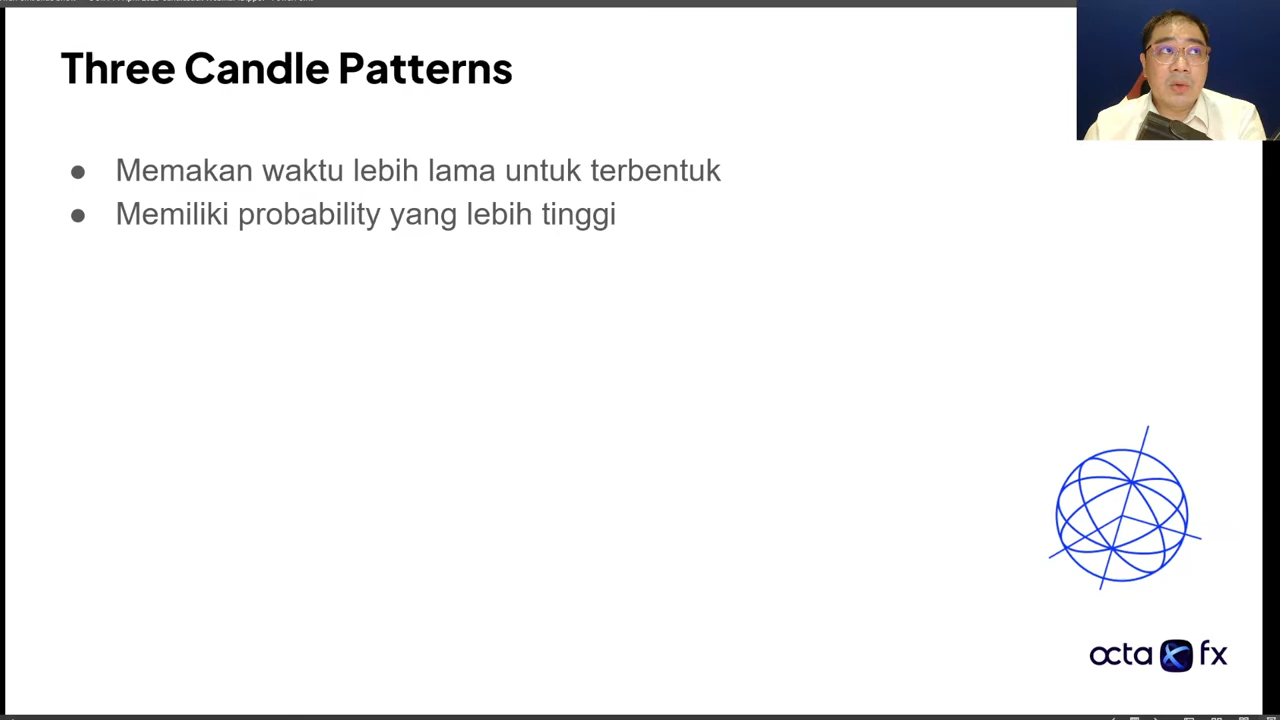 Three Candle Patterns
● Memakan waktu lebih lama untuk terbentuk
● Memiliki probability yang lebih tinggi
octa fx